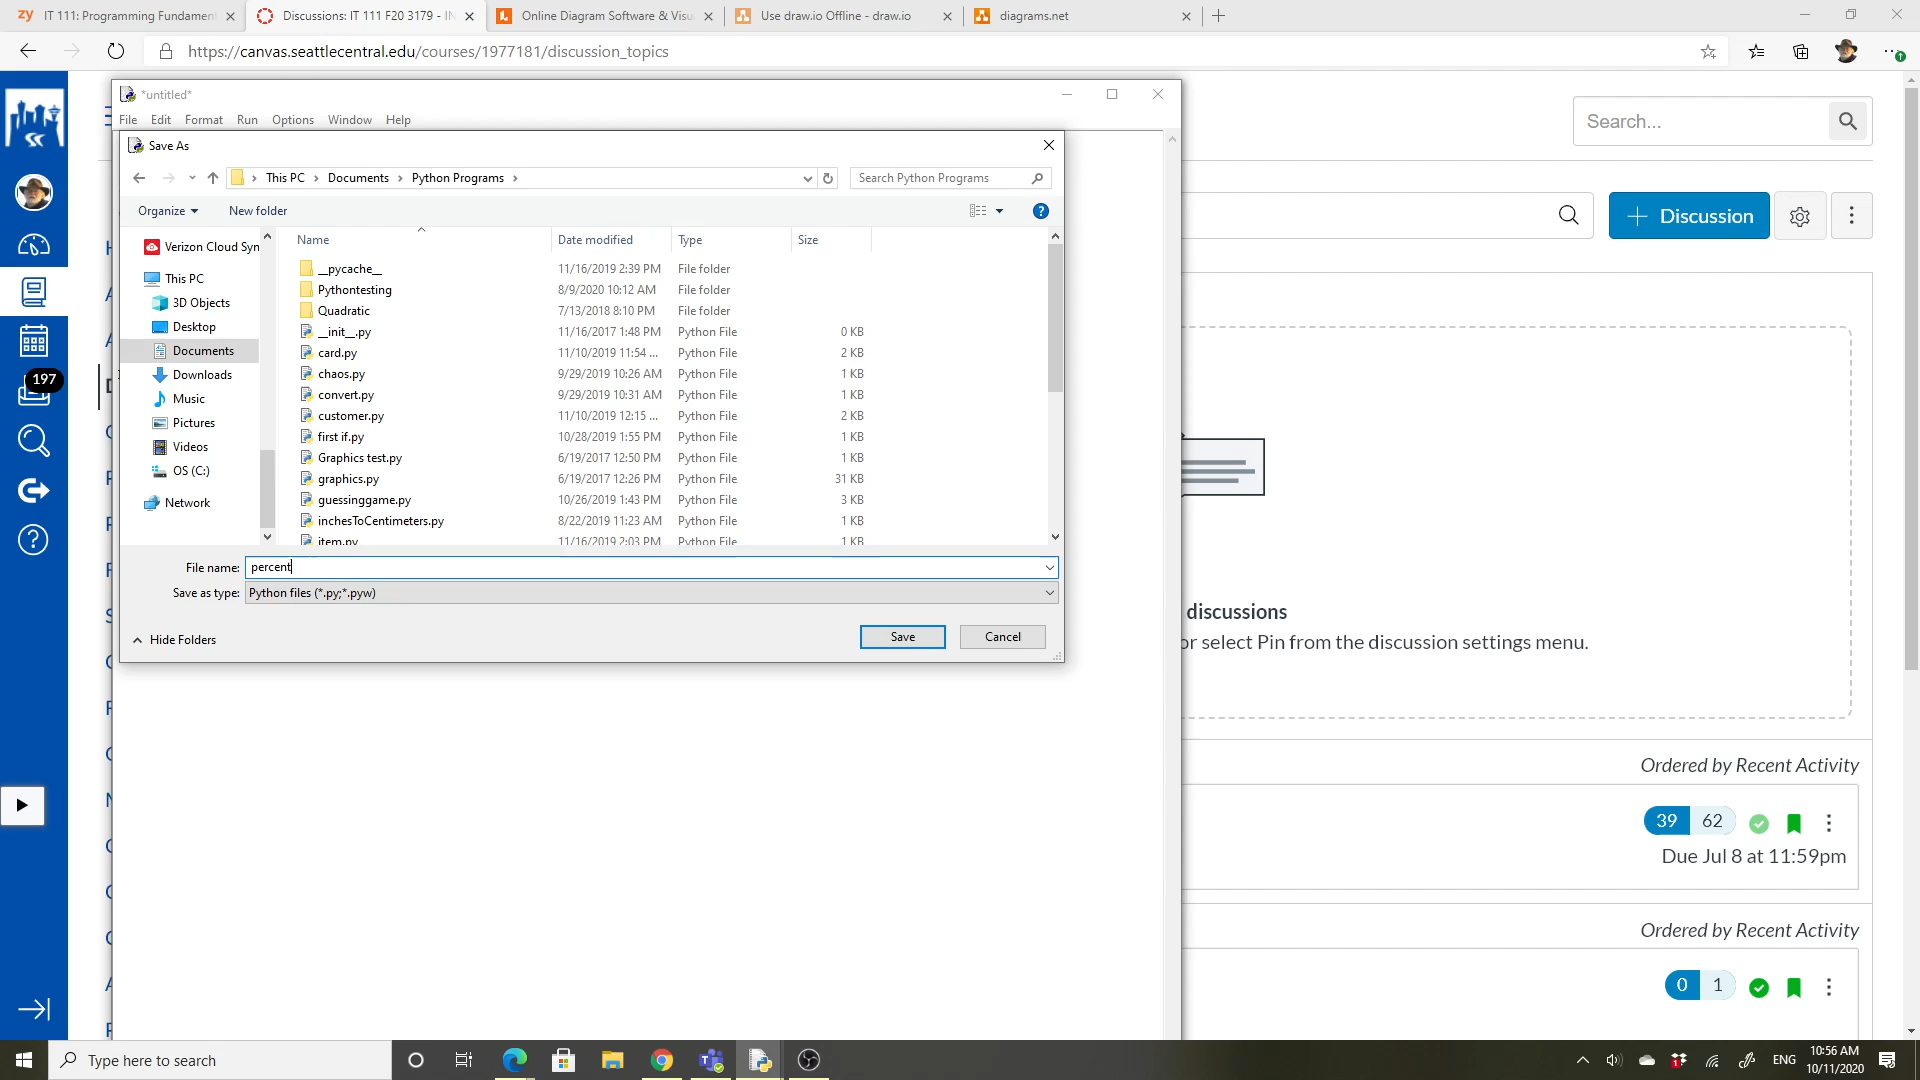 IT 111: Programming Fundament
Discussions: IT 111 F20 3179 - IN
Online Diagram Software & Visu
Use draw.io Offline - draw.io
diagrams.net
https://canvas.seattlecentral.edu/courses/1977181/discussion_topics
*untitled*
File Edit Format Run Options Window Help
Save As
This PC > Documents > Python Programs >
Search Python Programs
Organize
New folder
Name Date modified Type Size
Verizon Cloud Syn
This PC
3D Objects
Desktop
Documents
Downloads
Music
Pictures
Videos
OS (C:)
Network
__pycache__ 11/16/2019 2:39 PM File folder
Pythontesting 8/9/2020 10:12 AM File folder
Quadratic 7/13/2018 8:10 PM File folder
__init__.py 11/16/2017 1:48 PM Python File 0 KB
card.py 11/10/2019 11:54 ... Python File 2 KB
chaos.py 9/29/2019 10:26 AM Python File 1 KB
convert.py 9/29/2019 10:31 AM Python File 1 KB
customer.py 11/10/2019 12:15 ... Python File 2 KB
first if.py 10/28/2019 1:55 PM Python File 1 KB
Graphics test.py 6/19/2017 12:50 PM Python File 1 KB
graphics.py 6/19/2017 12:26 PM Python File 31 KB
guessinggame.py 10/26/2019 1:43 PM Python File 3 KB
inchesToCentimeters.py 8/22/2019 11:23 AM Python File 1 KB
item.py 11/16/2019 2:03 PM Python File 1 KB
File name: percent
Save as type: Python files (*.py;*.pyw)
Hide Folders
Save
Cancel
197
Search...
+ Discussion
discussions
or select Pin from the discussion settings menu.
Ordered by Recent Activity
39 62
Due Jul 8 at 11:59pm
Ordered by Recent Activity
0 1
Type here to search
ENG
10:56 AM
10/11/2020